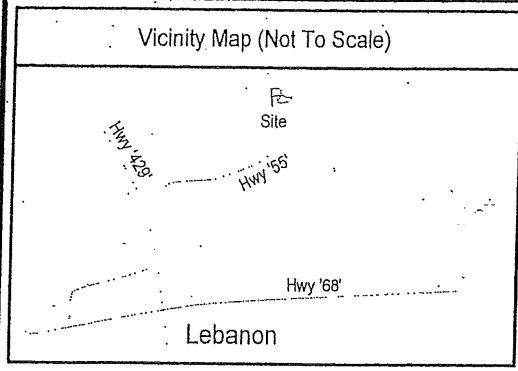 Vicinity Map (Not To Scale)
Site
Hwy '429'
Hwy '55'
Hwy '68'
Lebanon